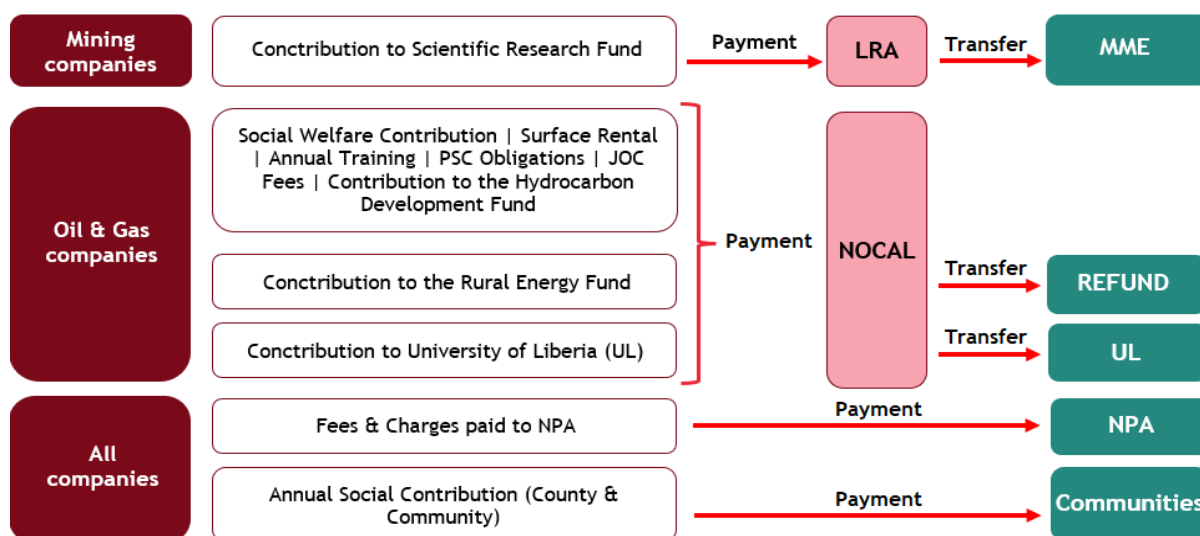 Mining
companies
Conctribution to Scientific Research Fund
Payment
LRA
Transfer
MME
Oil & Gas
companies
Social Welfare Contribution | Surface Rental
| Annual Training | PSC Obligations | JOC
Fees | Contribution to the Hydrocarbon
Development Fund
Conctribution to the Rural Energy Fund
Conctribution to University of Liberia (UL)
Payment
NOCAL
Transfer
REFUND
Transfer
UL
All
companies
Fees & Charges paid to NPA
Payment
NPA
Annual Social Contribution (County &
Community)
Payment
Communities